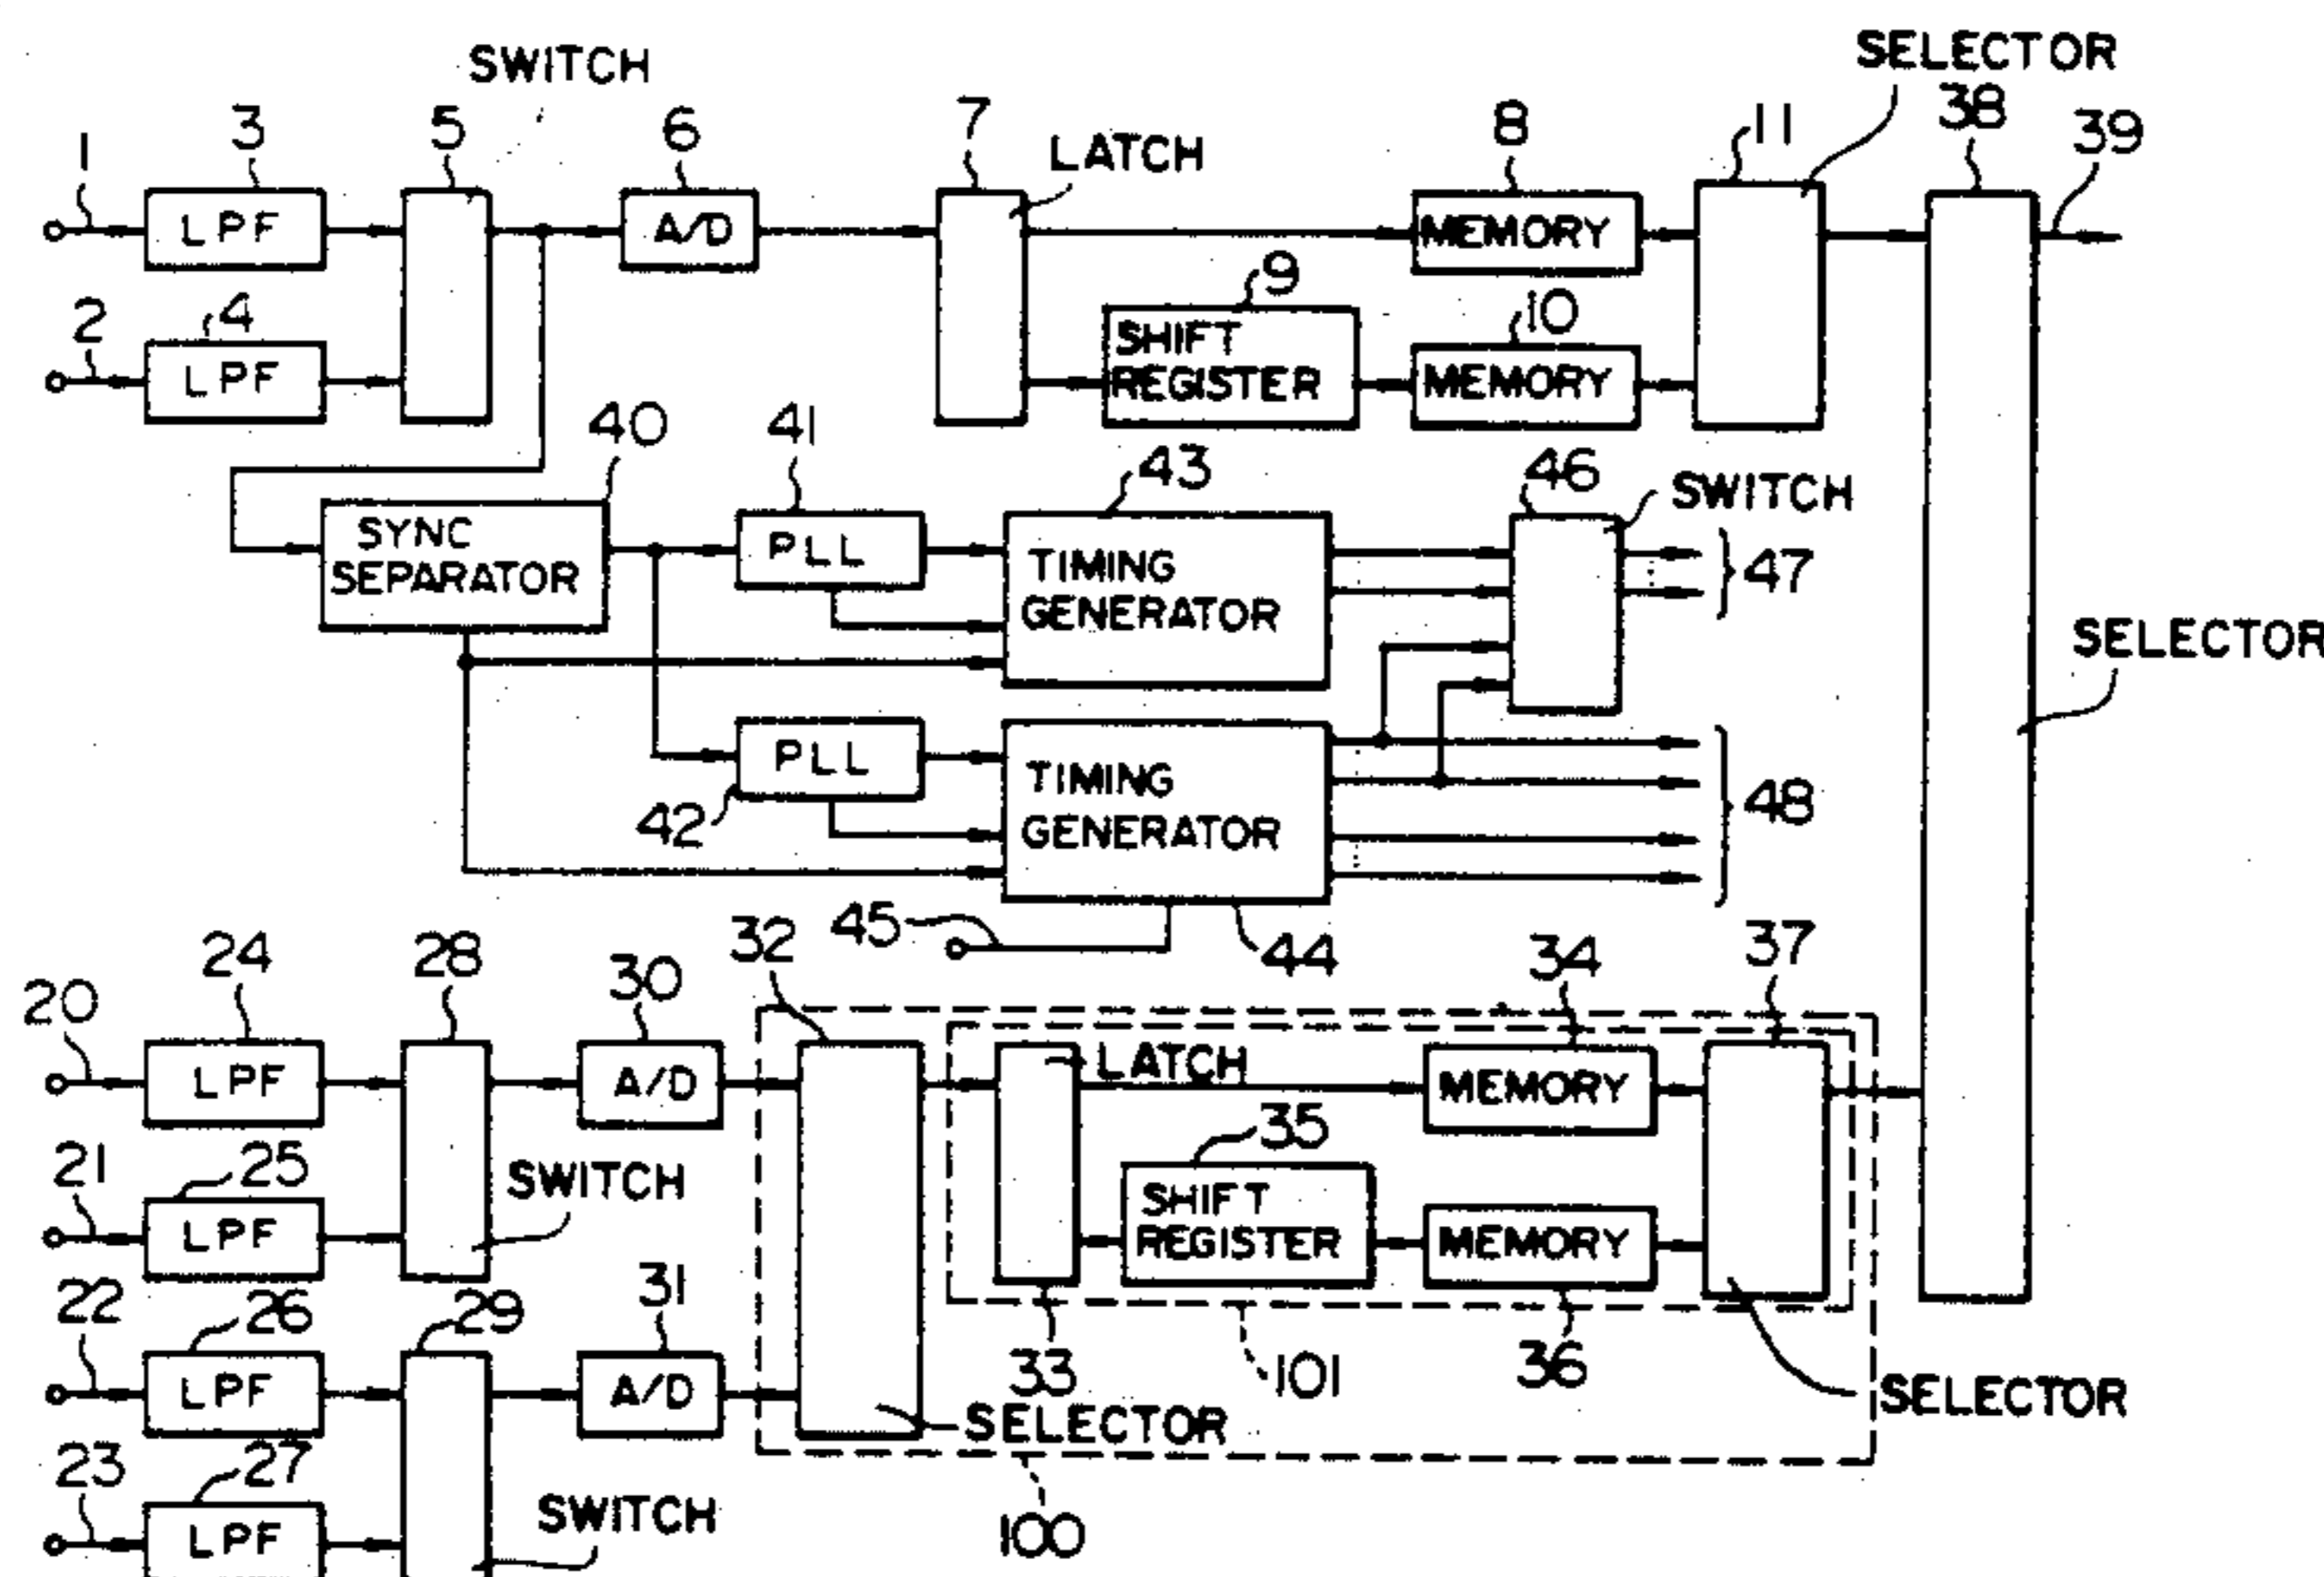 SWITCH
SELECTOR
1
3
5
6
7
LATCH
8
11
38
39
LPF
A/D
MEMORY
9
2
4
LPF
SHIFT
REGISTER
10
MEMORY
40
41
43
46
SWITCH
SYNC
SEPARATOR
PLL
TIMING
GENERATOR
47
SELECTOR
PLL
42
TIMING
GENERATOR
48
45
44
20
24
28
30
32
34
37
LPF
A/D
LATCH
MEMORY
21
25
LPF
SWITCH
35
SHIFT
REGISTER
MEMORY
22
26
29
31
33
101
36
LPF
A/D
SELECTOR
SELECTOR
23
27
LPF
SWITCH
100